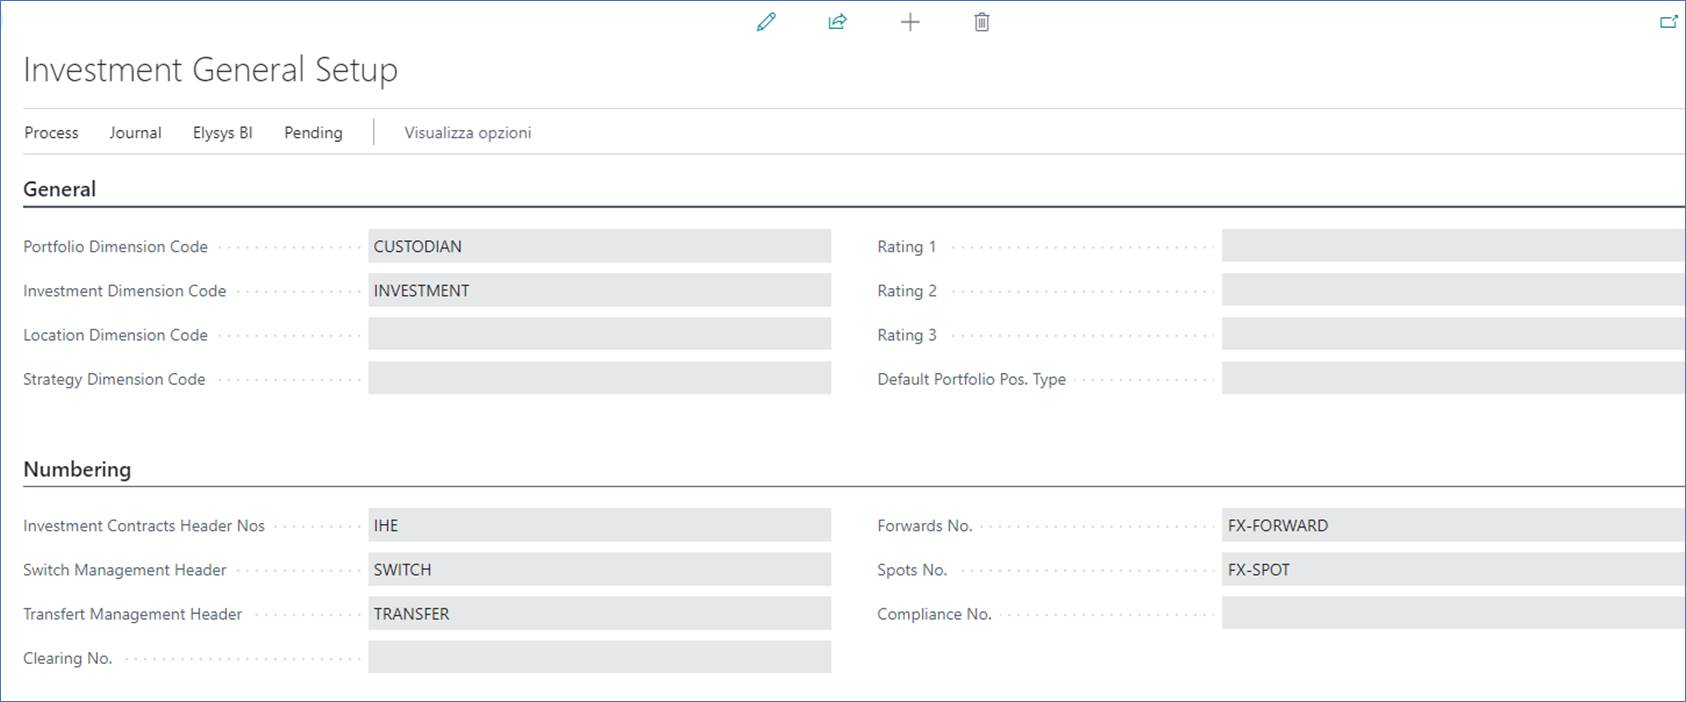 Investment General Setup
Process Journal Elysys BI Pending Visualizza opzioni
General
Portfolio Dimension Code CUSTODIAN Rating 1
Investment Dimension Code INVESTMENT Rating 2
Location Dimension Code Rating 3
Strategy Dimension Code Default Portfolio Pos. Type
Numbering
Investment Contracts Header Nos IHE Forwards No. FX-FORWARD
Switch Management Header SWITCH Spots No. FX-SPOT
Transfert Management Header TRANSFER Compliance No.
Clearing No.